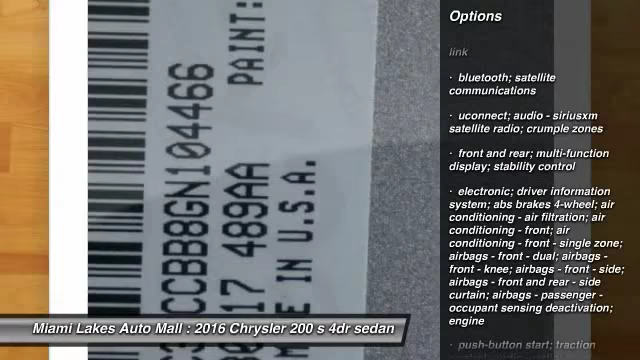 Options
link
· bluetooth; satellite
communications
· uconnect; audio - siriusxm
satellite radio; crumple zones
· front and rear; multi-function
display; stability control
· electronic; driver information
system; abs brakes 4-wheel; air
conditioning - air filtration; air
conditioning - front; air
conditioning - front - single zone;
airbags - front - dual; airbags -
front - knee; airbags - front - side;
airbags - front and rear - side
curtain; airbags - passenger -
occupant sensing deactivation;
engine
· push-button start; traction
PAINT:
CCBB8GN104466
17 489AA
IN U.S.A.
Miami Lakes Auto Mall : 2016 Chrysler 200 s 4dr sedan